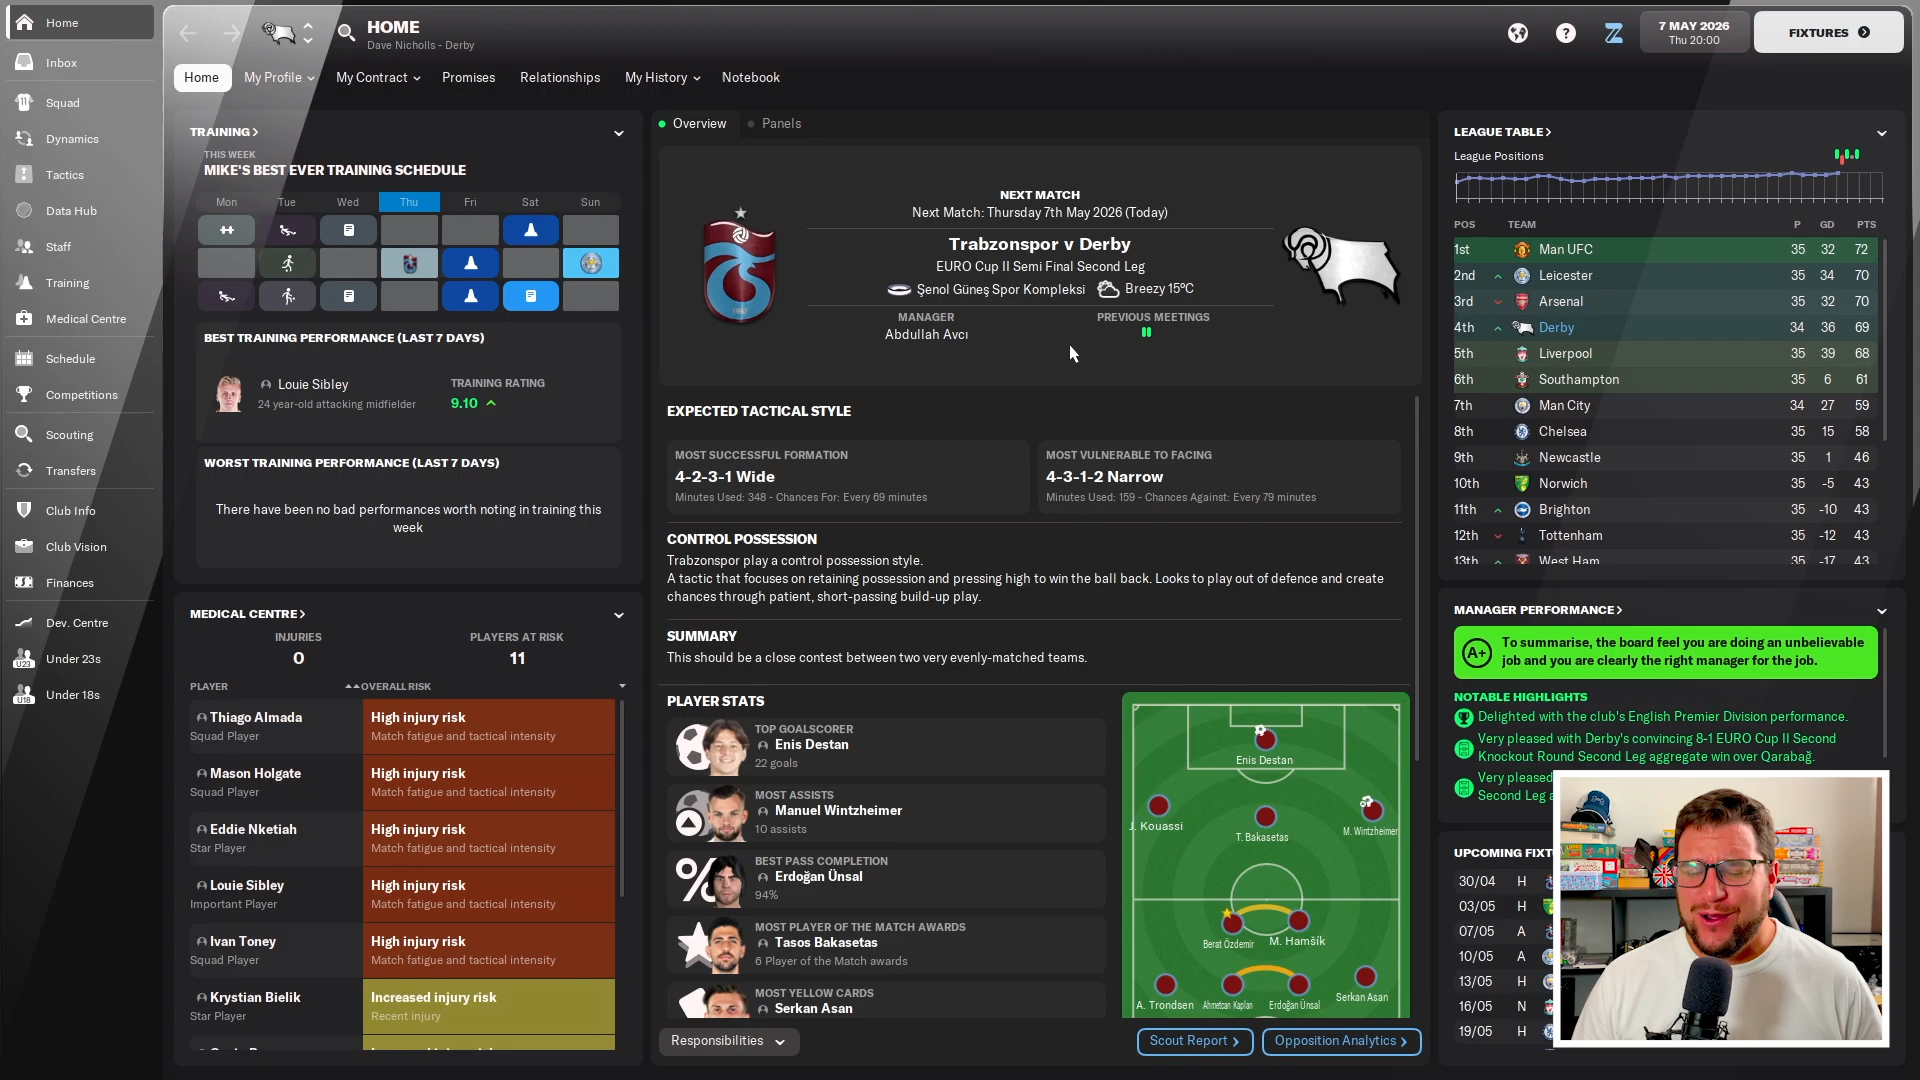 Home
Inbox
Squad
Dynamics
Tactics
Data Hub
Staff
Training
Medical Centre
Schedule
Competitions
Scouting
Transfers
Club Info
Club Vision
Finances
Dev. Centre
U23 Under 23s
U18 Under 18s
HOME
Dave Nicholls - Derby
7 MAY 2026
Thu 20:00
FIXTURES
Home My Profile My Contract Promises Relationships My History Notebook
TRAINING
THIS WEEK
MIKE'S BEST EVER TRAINING SCHEDULE
Mon Tue Wed Thu Fri Sat Sun
BEST TRAINING PERFORMANCE (LAST 7 DAYS)
Louie Sibley
24 year-old attacking midfielder
TRAINING RATING
9.10
WORST TRAINING PERFORMANCE (LAST 7 DAYS)
There have been no bad performances worth noting in training this
week
MEDICAL CENTRE
INJURIES PLAYERS AT RISK
0 11
PLAYER OVERALL RISK
Thiago Almada High injury risk
Squad Player Match fatigue and tactical intensity
Mason Holgate High injury risk
Squad Player Match fatigue and tactical intensity
Eddie Nketiah High injury risk
Star Player Match fatigue and tactical intensity
Louie Sibley High injury risk
Important Player Match fatigue and tactical intensity
Ivan Toney High injury risk
Squad Player Match fatigue and tactical intensity
Krystian Bielik Increased injury risk
Star Player Recent injury
Overview Panels
NEXT MATCH
Next Match: Thursday 7th May 2026 (Today)
Trabzonspor v Derby
EURO Cup II Semi Final Second Leg
Şenol Güneş Spor Kompleksi Breezy 15ºC
MANAGER PREVIOUS MEETINGS
Abdullah Avcı
EXPECTED TACTICAL STYLE
MOST SUCCESSFUL FORMATION
4-2-3-1 Wide
Minutes Used: 348 - Chances For: Every 69 minutes
MOST VULNERABLE TO FACING
4-3-1-2 Narrow
Minutes Used: 159 - Chances Against: Every 79 minutes
CONTROL POSSESSION
Trabzonspor play a control possession style.
A tactic that focuses on retaining possession and pressing high to win the ball back. Looks to play out of defence and create
chances through patient, short-passing build-up play.
SUMMARY
This should be a close contest between two very evenly-matched teams.
PLAYER STATS
TOP GOALSCORER
Enis Destan
22 goals
MOST ASSISTS
Manuel Wintzheimer
10 assists
BEST PASS COMPLETION
Erdoğan Ünsal
94%
MOST PLAYER OF THE MATCH AWARDS
Tasos Bakasetas
6 Player of the Match awards
MOST YELLOW CARDS
Serkan Asan
Enis Destan
J. Kouassi
T. Bakasetas
M. Wintzheimer
Berat Özdemir
M. Hamšík
A. Trondsen
Ahmetcan Kaplan
Erdoğan Ünsal
Serkan Asan
Responsibilities
Scout Report
Opposition Analytics
LEAGUE TABLE
League Positions
POS TEAM P GD PTS
1st Man UFC 35 32 72
2nd Leicester 35 34 70
3rd Arsenal 35 32 70
4th Derby 34 36 69
5th Liverpool 35 39 68
6th Southampton 35 6 61
7th Man City 34 27 59
8th Chelsea 35 15 58
9th Newcastle 35 1 46
10th Norwich 35 -5 43
11th Brighton 35 -10 43
12th Tottenham 35 -12 43
13th West Ham 35 -17 43
MANAGER PERFORMANCE
A+
To summarise, the board feel you are doing an unbelievable
job and you are clearly the right manager for the job.
NOTABLE HIGHLIGHTS
Delighted with the club's English Premier Division performance.
Very pleased with Derby's convincing 8-1 EURO Cup II Second
Knockout Round Second Leg aggregate win over Qarabağ.
Very pleased
Second Leg
UPCOMING
30/04 H
03/05 H
07/05 A
10/05 A
13/05 H
16/05 N
19/05 H